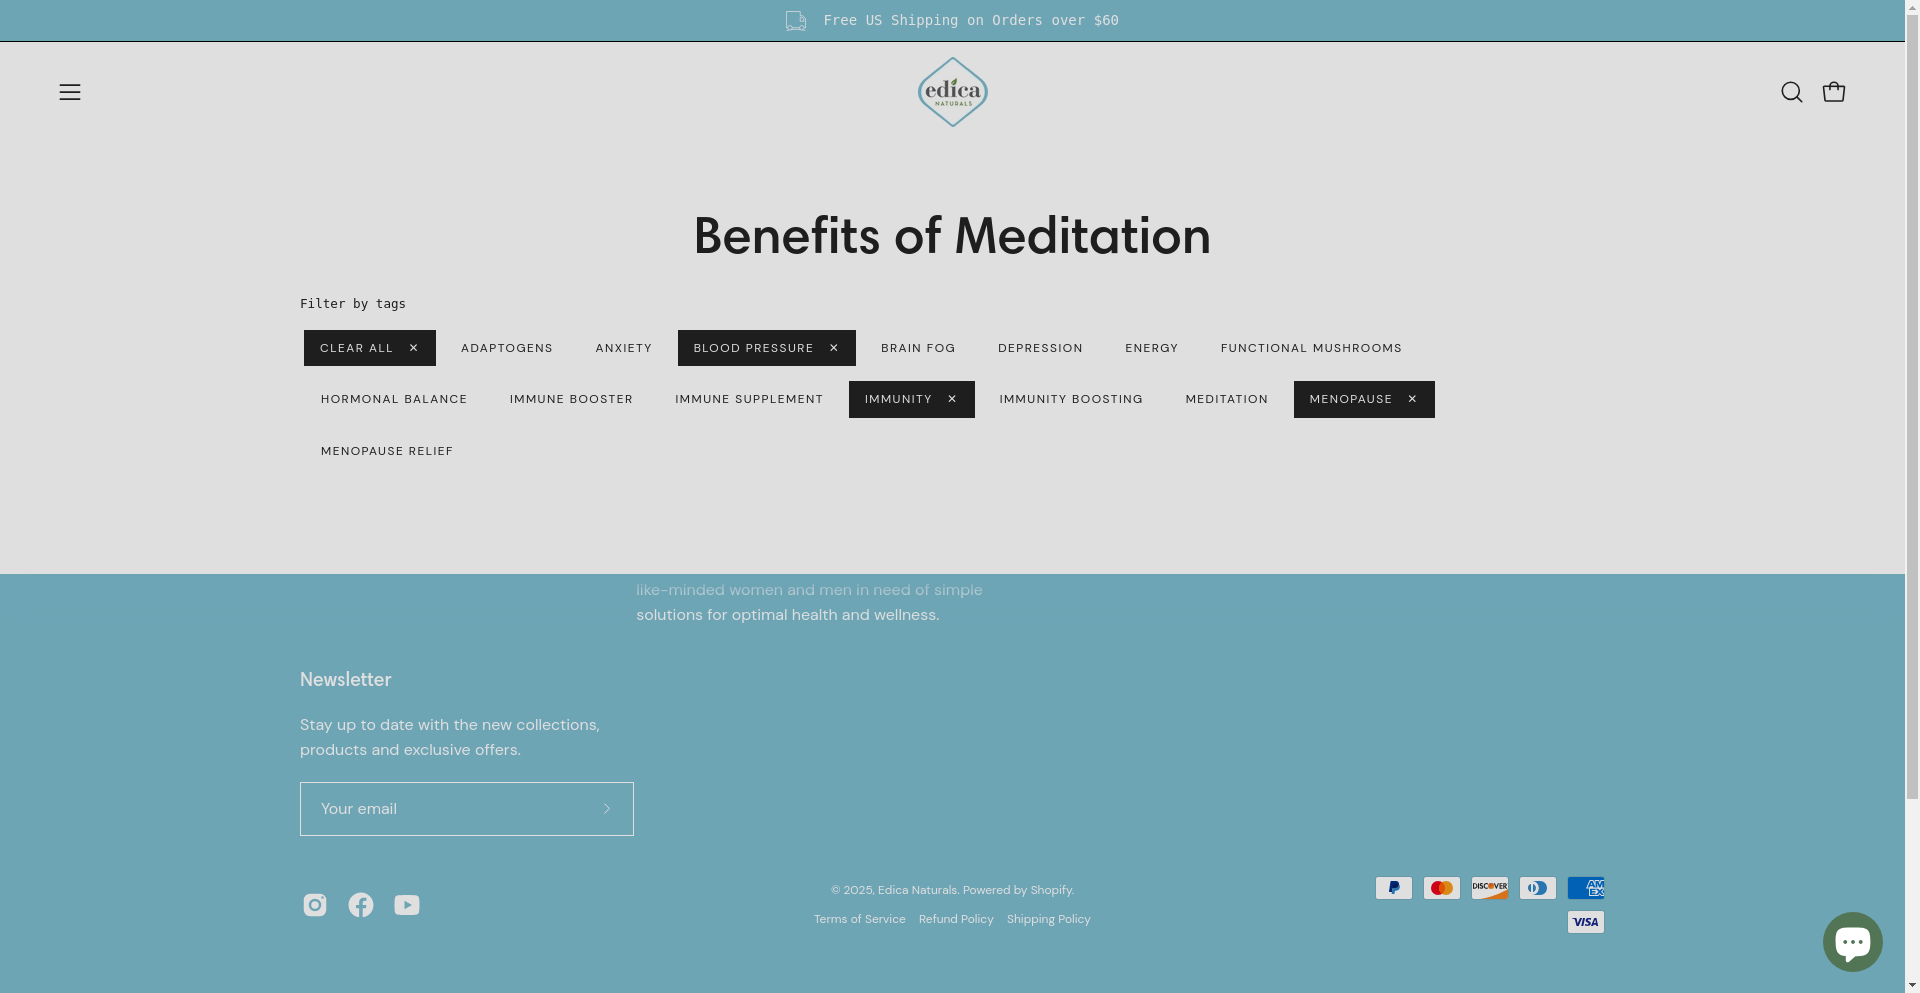 Free US Shipping on Orders over $60
edica
NATURALS
Benefits of Meditation
Filter by tags
CLEAR ALL ✕ ADAPTOGENS ANXIETY BLOOD PRESSURE ✕ BRAIN FOG DEPRESSION ENERGY FUNCTIONAL MUSHROOMS
HORMONAL BALANCE IMMUNE BOOSTER IMMUNE SUPPLEMENT IMMUNITY ✕ IMMUNITY BOOSTING MEDITATION MENOPAUSE ✕
MENOPAUSE RELIEF
like-minded women and men in need of simple
solutions for optimal health and wellness.
Newsletter
Stay up to date with the new collections,
products and exclusive offers.
Your email
© 2025, Edica Naturals. Powered by Shopify.
Terms of Service Refund Policy Shipping Policy
DISCOVER
AM
EX
VISA